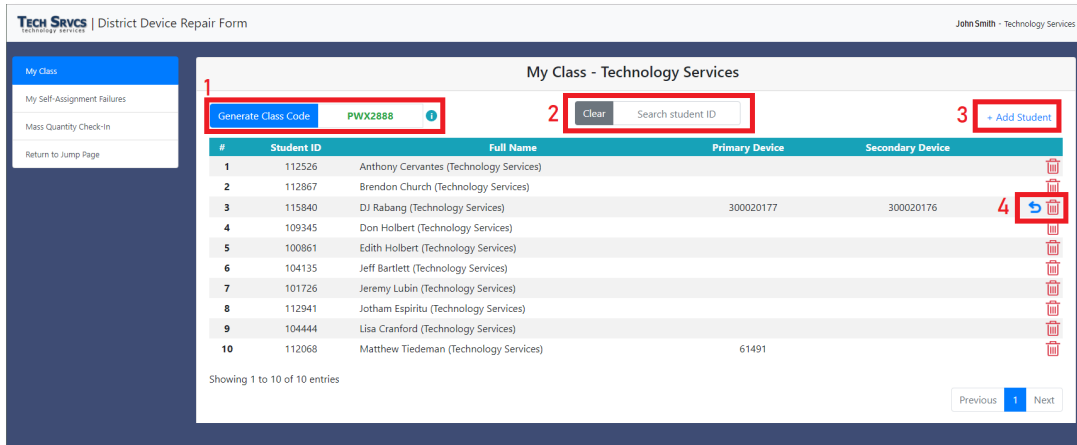 TECH SRVCS | District Device Repair Form
technology services
John Smith - Technology Services
My Class
My Self-Assignment Failures
Mass Quantity Check-In
Return to Jump Page
My Class - Technology Services
1
Generate Class Code PWX2888 i
2
Clear Search student ID
3
+ Add Student
# Student ID Full Name Primary Device Secondary Device
1 112526 Anthony Cervantes (Technology Services)
2 112867 Brendon Church (Technology Services)
3 115840 DJ Rabang (Technology Services) 300020177 300020176 4
4 109345 Don Holbert (Technology Services)
5 100861 Edith Holbert (Technology Services)
6 104135 Jeff Bartlett (Technology Services)
7 101726 Jeremy Lubin (Technology Services)
8 112941 Jotham Espiritu (Technology Services)
9 104444 Lisa Cranford (Technology Services)
10 112068 Matthew Tiedeman (Technology Services) 61491
Showing 1 to 10 of 10 entries
Previous 1 Next